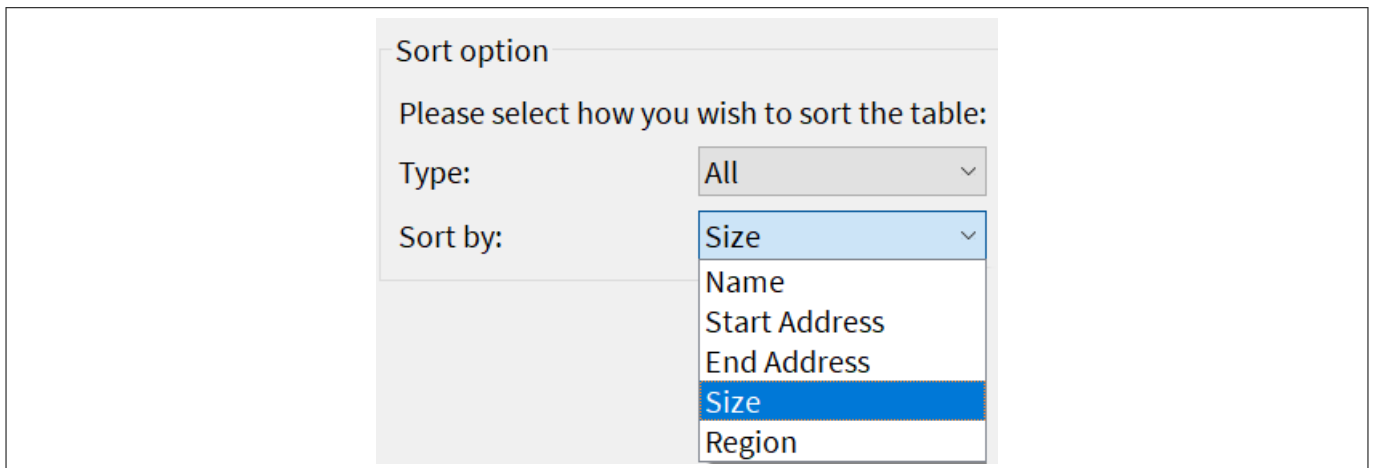 Sort option
Please select how you wish to sort the table:
Type: All
Sort by: Size
Name
Start Address
End Address
Size
Region